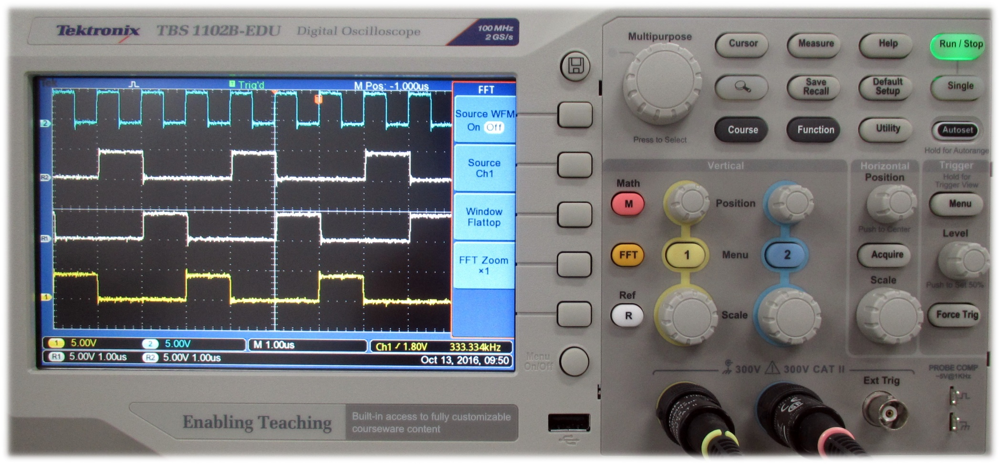 Tektronix TBS 1102B-EDU Digital Oscilloscope
100 MHz
2 GS/s
Trig'd
M Pos: -1.000us
FFT
Source WFM
On Off
Source
Ch1
Window
Flattop
FFT Zoom
×1
2
R2
R1
1
1 5.00V 2 5.00V M 1.00us Ch1 1.80V 333.334kHz
R1 5.00V 1.00us R2 5.00V 1.00us Oct 13, 2016, 09:50
Enabling Teaching
Built-in access to fully customizable
courseware content
Menu
On/Off
Multipurpose
Press to Select
Cursor
Measure
Help
Run / Stop
Save
Recall
Default
Setup
Single
Course
Function
Utility
Autoset
Hold for Autorange
Vertical
Horizontal
Trigger
Math
M
Position
Position
Push to Center
Hold for
Trigger View
Menu
FFT
1
Menu
2
Acquire
Level
Push to Set 50%
Ref
R
Scale
Scale
Force Trig
300V
300V CAT II
Ext Trig
PROBE COMP
~5V@1KHz